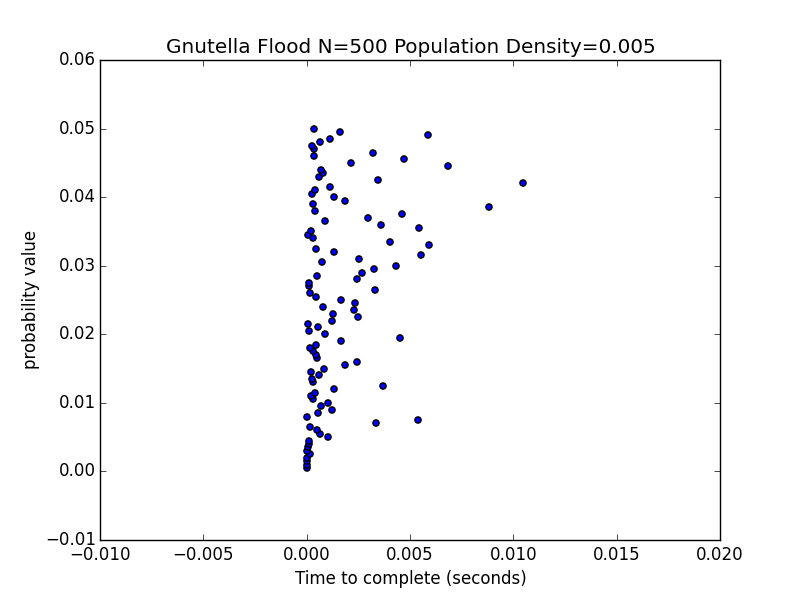 Gnutella Flood N=500 Population Density=0.005
0.06
0.05
0.04
0.03
0.02
0.01
0.00
−0.01
probability value
−0.010 −0.005 0.000 0.005 0.010 0.015 0.020
Time to complete (seconds)